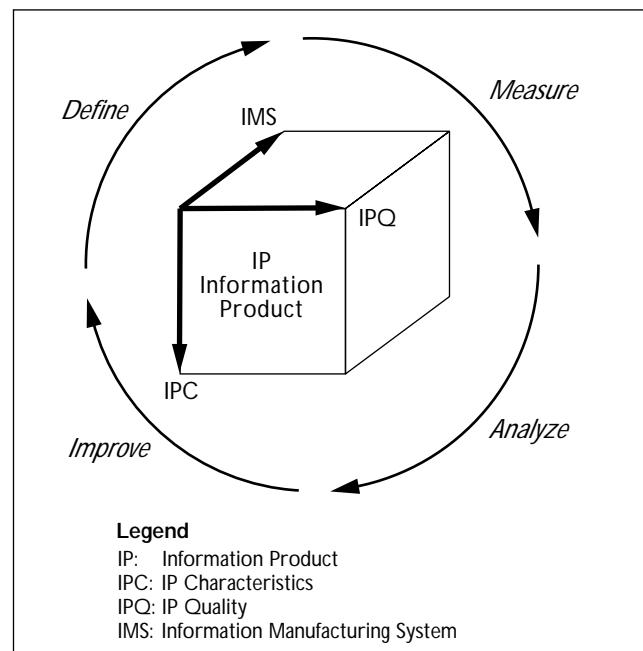 Define
Measure
IMS
IPQ
IP
Information
Product
IPC
Improve
Analyze
Legend
IP: Information Product
IPC: IP Characteristics
IPQ: IP Quality
IMS: Information Manufacturing System